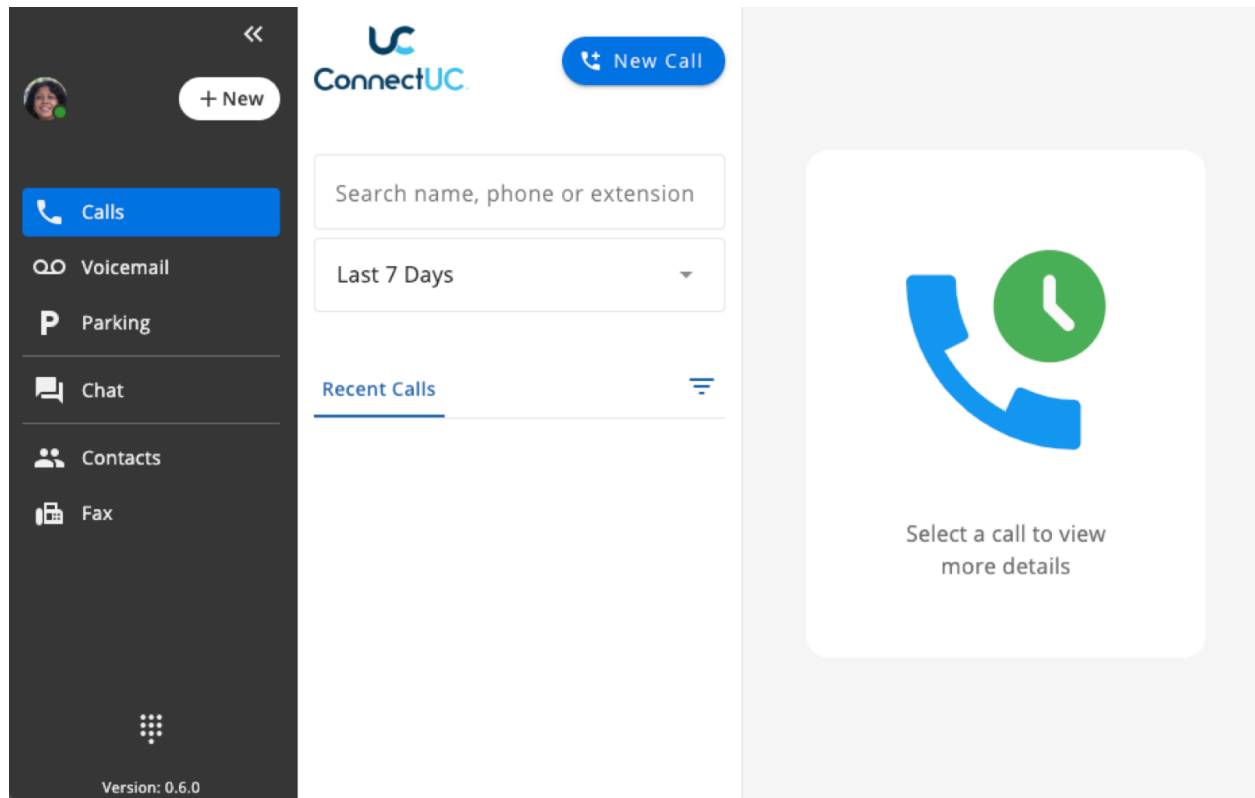 + New
Calls
Voicemail
P Parking
Chat
Contacts
Fax
Version: 0.6.0
UC
ConnectUC
New Call
Search name, phone or extension
Last 7 Days
Recent Calls
Select a call to view
more details